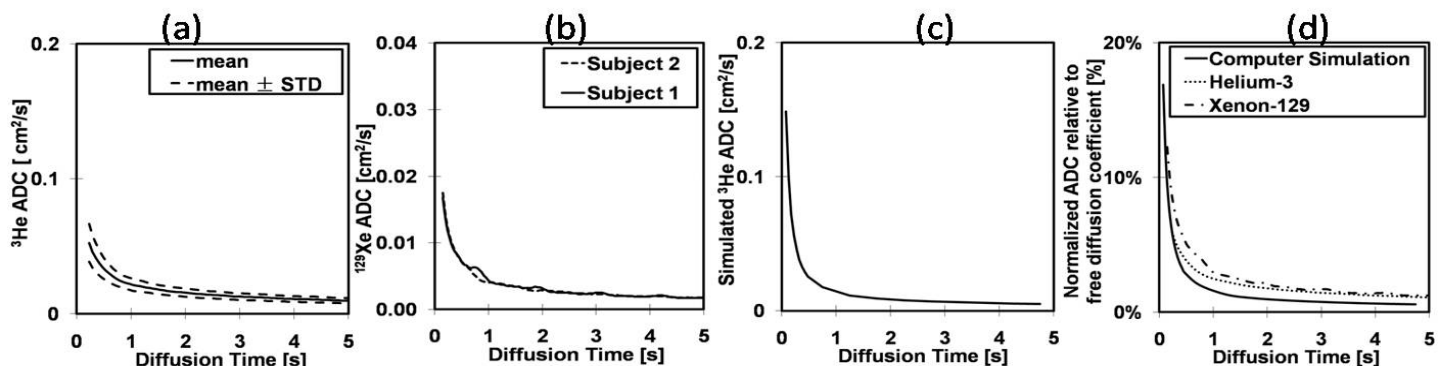 (a)
0.2
0.1
0
³He ADC [ cm²/s]
mean
mean ± STD
0 1 2 3 4 5
Diffusion Time [s]
(b)
0.04
0.03
0.02
0.01
0.00
¹²⁹Xe ADC [cm²/s]
Subject 2
Subject 1
0 1 2 3 4 5
Diffusion Time [s]
(c)
0.2
0.1
0
Simulated ³He ADC [cm²/s]
0 1 2 3 4 5
Diffusion Time [s]
(d)
20%
10%
0%
Normalized ADC relative to
free diffusion coefficient [%]
Computer Simulation
Helium-3
Xenon-129
0 1 2 3 4 5
Diffusion Time [s]